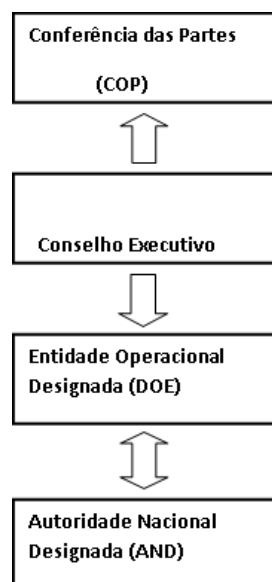 Conferência das Partes
(COP)
Conselho Executivo
Entidade Operacional
Designada (DOE)
Autoridade Nacional
Designada (AND)